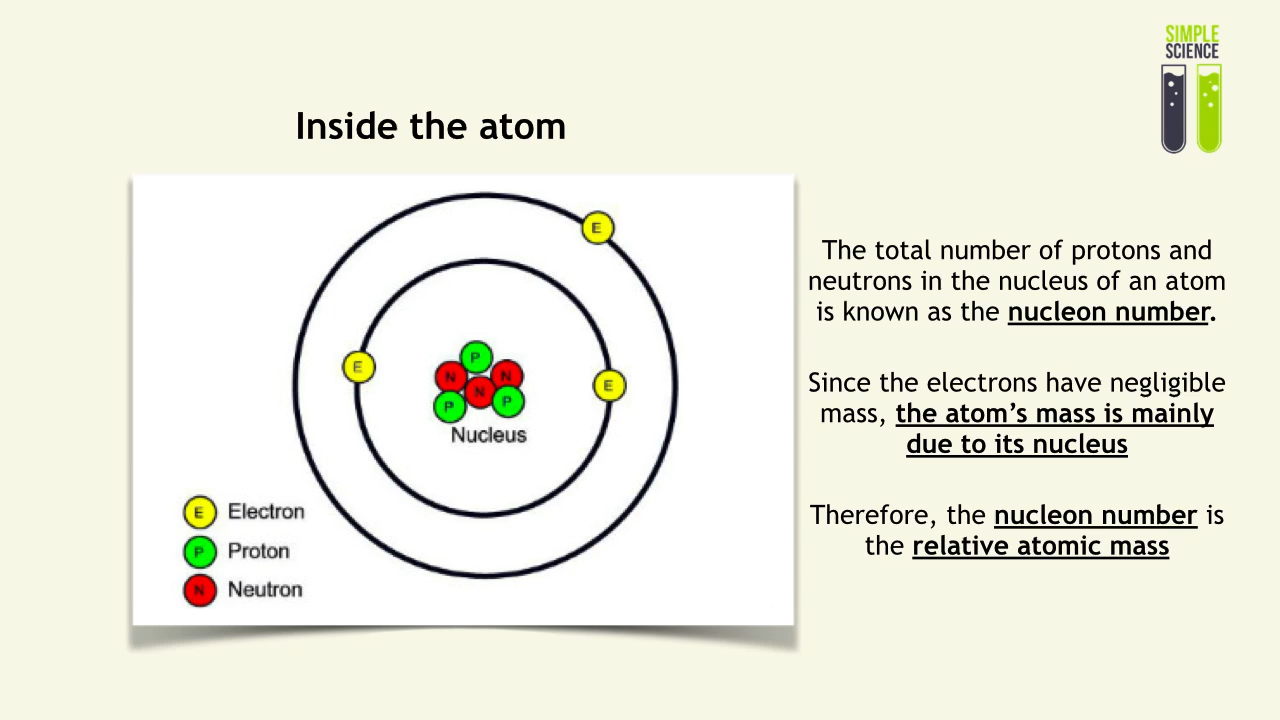 SIMPLE
SCIENCE
Inside the atom
E
E
E
P
N
N
N
P
P
Nucleus
E Electron
P Proton
N Neutron
The total number of protons and
neutrons in the nucleus of an atom
is known as the nucleon number.
Since the electrons have negligible
mass, the atom’s mass is mainly
due to its nucleus
Therefore, the nucleon number is
the relative atomic mass